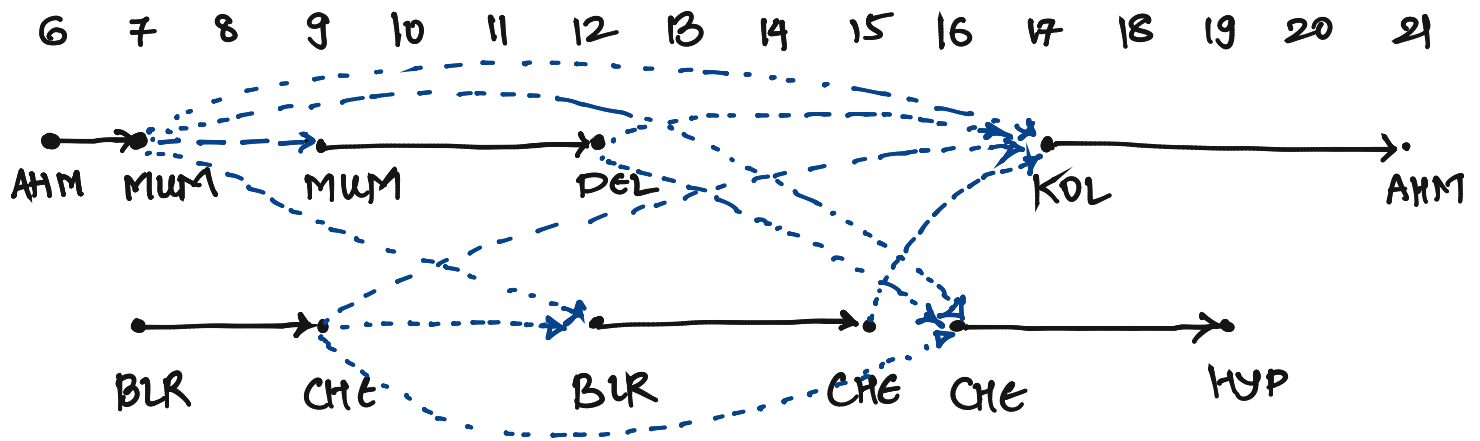 6 7 8 9 10 11 12 13 14 15 16 17 18 19 20 21
AHM MUM MUM DEL KOL AHM
BLR CHE BLR CHE CHE HYP